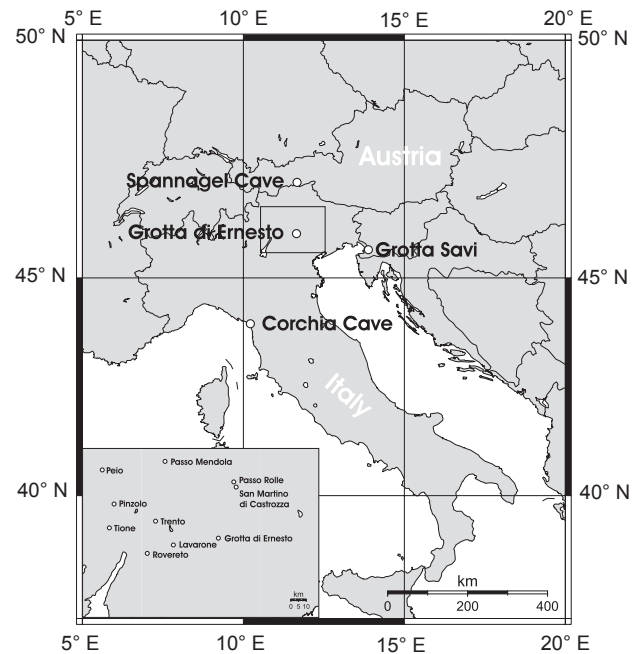 5° E 10° E 15° E 20° E
50° N 50° N
Austria
Spannagel Cave
Grotta di Ernesto
Grotta Savi
45° N 45° N
Corchia Cave
Italy
Passo Mendola
Peio
Passo Rolle
San Martino
di Castrozza
Pinzolo
Trento
Tione
Grotta di Ernesto
Lavarone
Rovereto
40° N 40° N
km
0 5 10
km
0 200 400
5° E 10° E 15° E 20° E